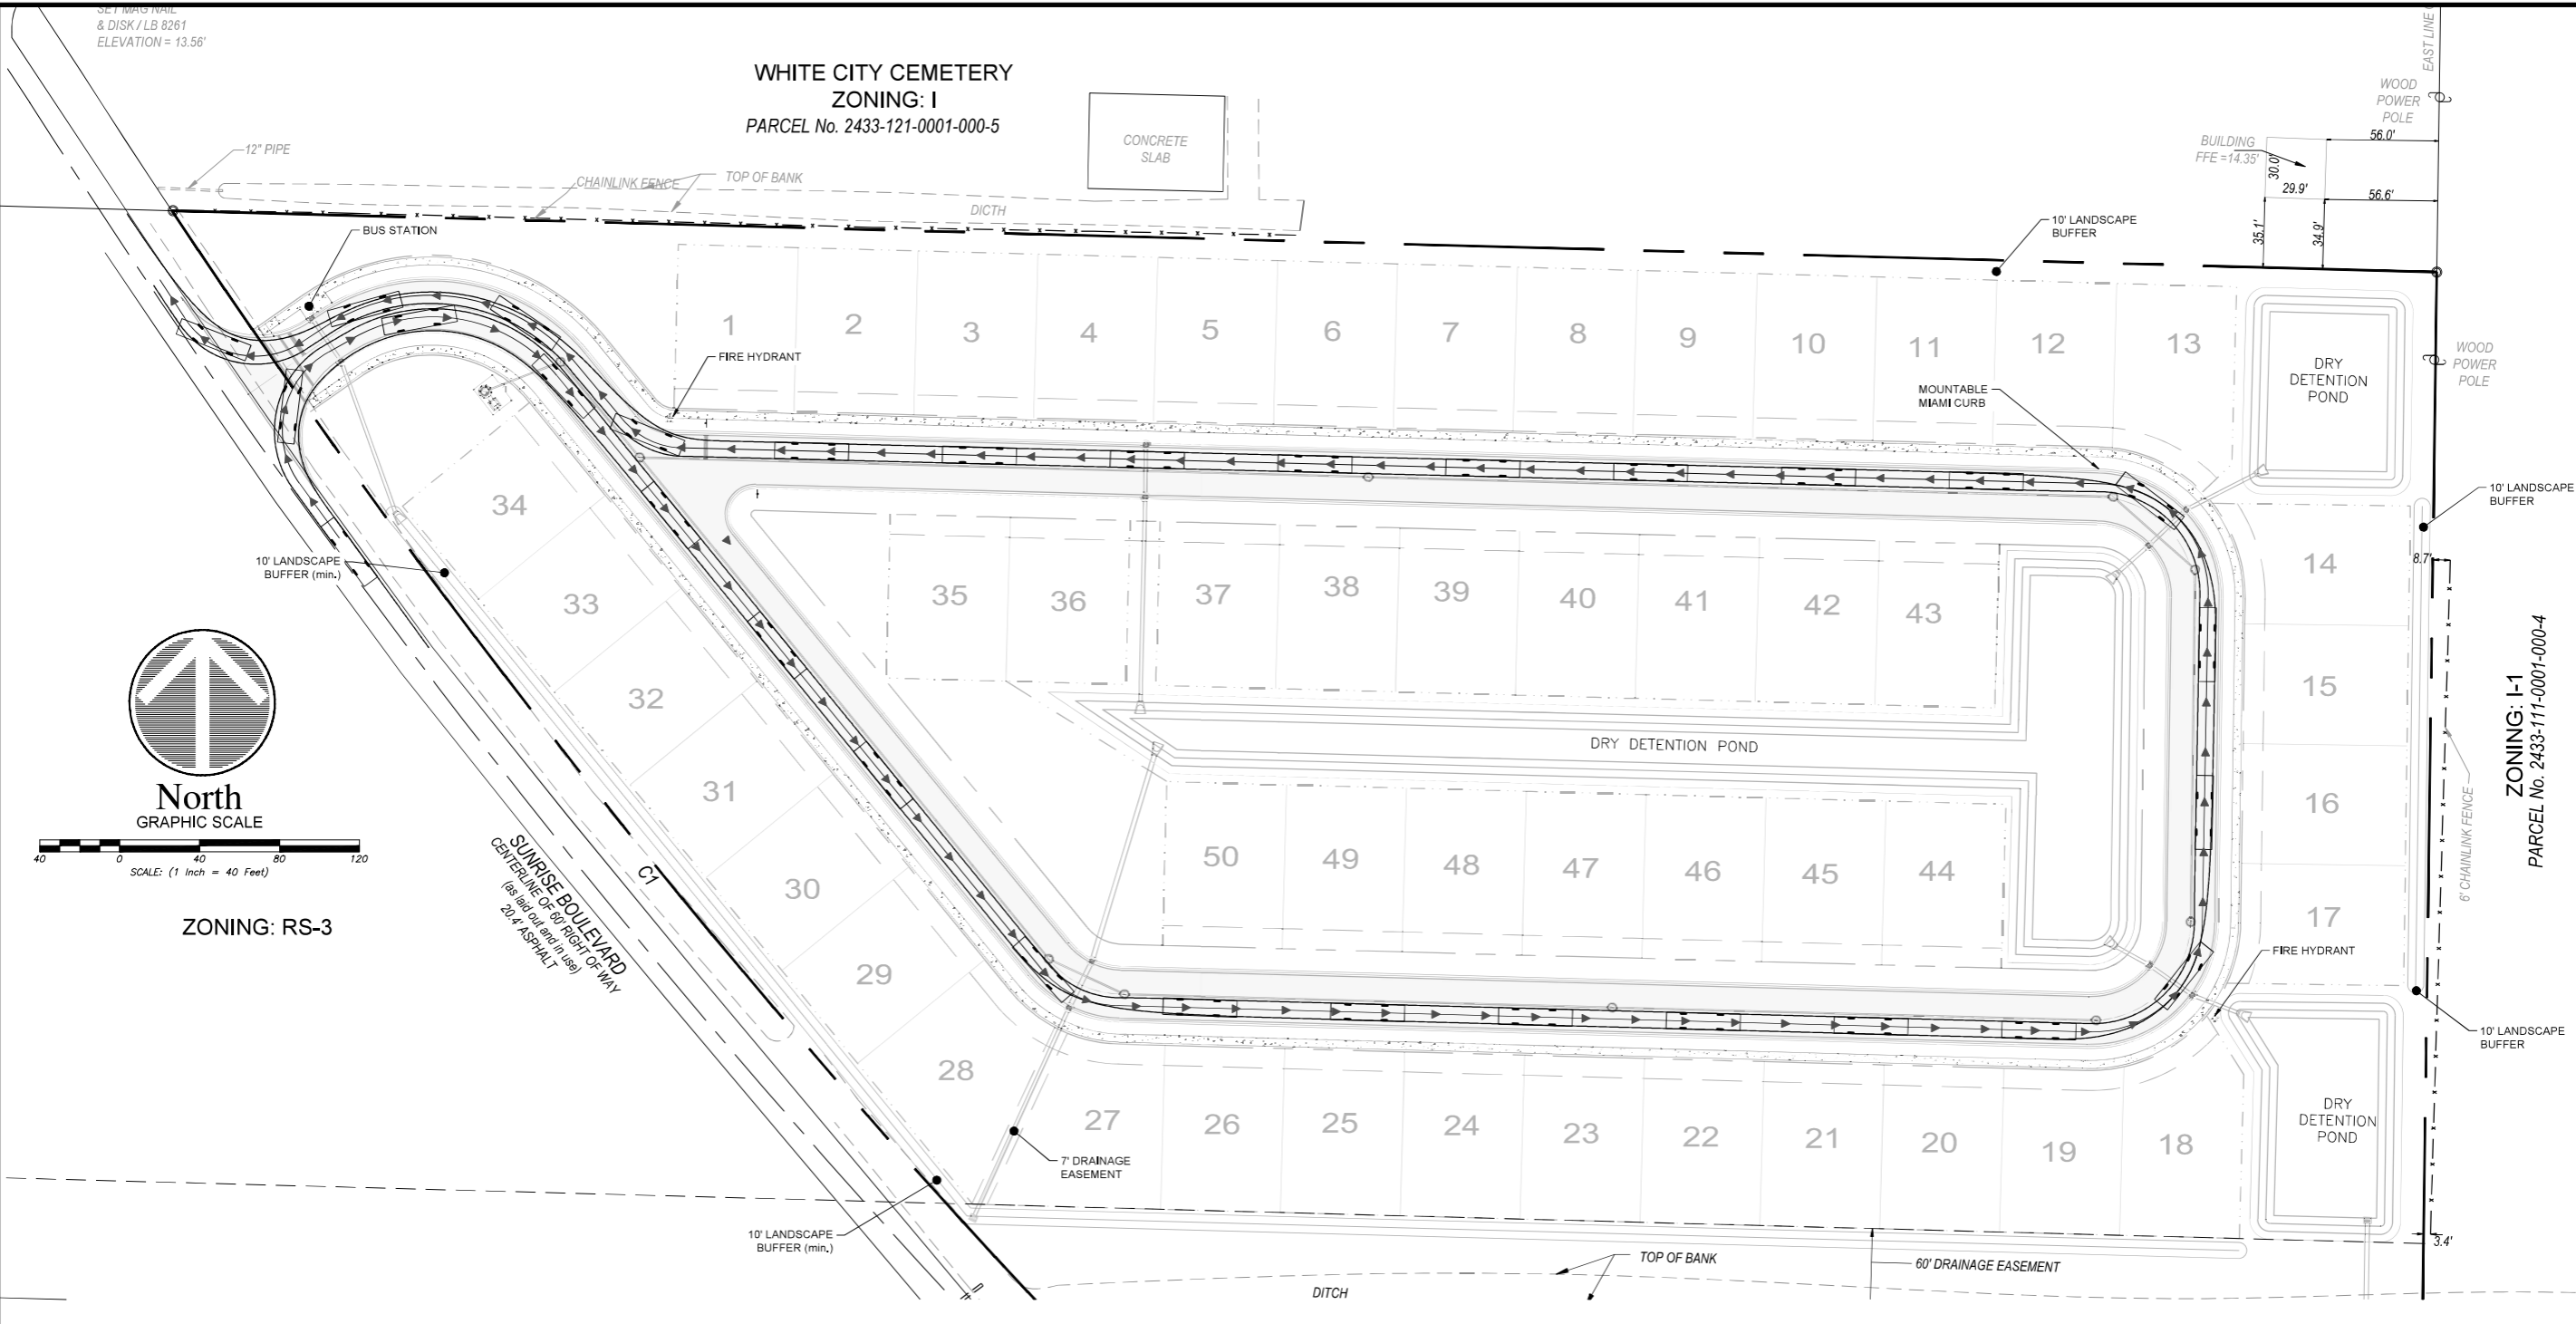 SET MAG NAIL
& DISK / LB 8261
ELEVATION = 13.56'
WHITE CITY CEMETERY
ZONING: I
PARCEL No. 2433-121-0001-000-5
CONCRETE
SLAB
12" PIPE
CHAINLINK FENCE
TOP OF BANK
DICTH
BUS STATION
10' LANDSCAPE
BUFFER
EAST LINE
WOOD
POWER
POLE
56.0'
BUILDING
FFE =14.35'
30.0'
29.9'
56.6'
35.1'
34.9'
WOOD
POWER
POLE
1
2
3
4
5
6
7
8
9
10
11
12
13
DRY
DETENTION
POND
FIRE HYDRANT
MOUNTABLE
MIAMI CURB
10' LANDSCAPE
BUFFER
8.7'
34
33
32
31
30
29
28
10' LANDSCAPE
BUFFER (min.)
35
36
37
38
39
40
41
42
43
14
15
16
17
ZONING: I-1
PARCEL No. 2433-111-0001-000-4
6' CHAINLINK FENCE
DRY DETENTION POND
North
GRAPHIC SCALE
40
0
40
80
120
SCALE: (1 Inch = 40 Feet)
ZONING: RS-3
SUNRISE BOULEVARD
CENTERLINE OF 60' RIGHT OF WAY
(as laid out and in use)
20.4' ASPHALT
C1
50
49
48
47
46
45
44
FIRE HYDRANT
10' LANDSCAPE
BUFFER
27
26
25
24
23
22
21
20
19
18
DRY
DETENTION
POND
7' DRAINAGE
EASEMENT
10' LANDSCAPE
BUFFER (min.)
3.4'
TOP OF BANK
60' DRAINAGE EASEMENT
DITCH